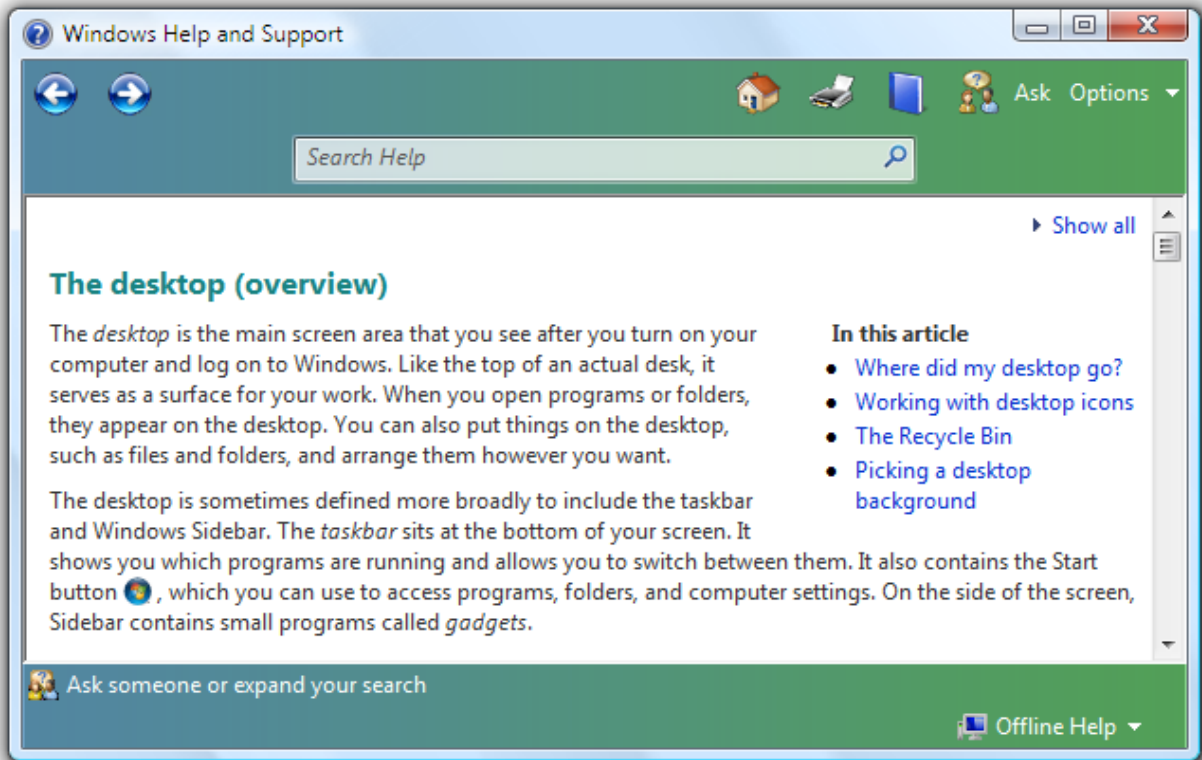 Windows Help and Support
Ask Options
Search Help
Show all
The desktop (overview)
The desktop is the main screen area that you see after you turn on your
computer and log on to Windows. Like the top of an actual desk, it
serves as a surface for your work. When you open programs or folders,
they appear on the desktop. You can also put things on the desktop,
such as files and folders, and arrange them however you want.
In this article
• Where did my desktop go?
• Working with desktop icons
• The Recycle Bin
• Picking a desktop
background
The desktop is sometimes defined more broadly to include the taskbar
and Windows Sidebar. The taskbar sits at the bottom of your screen. It
shows you which programs are running and allows you to switch between them. It also contains the Start
button , which you can use to access programs, folders, and computer settings. On the side of the screen,
Sidebar contains small programs called gadgets.
Ask someone or expand your search
Offline Help